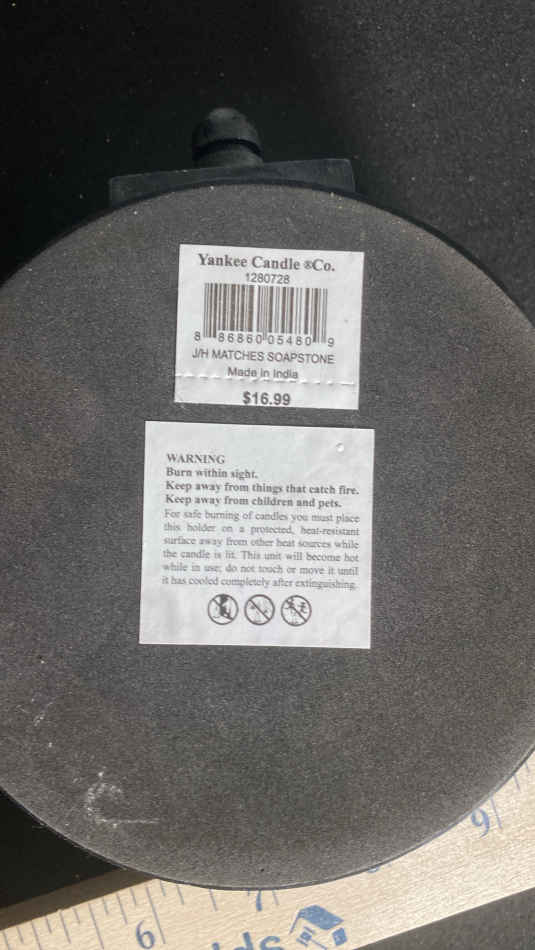 Yankee Candle ®Co.
1280728
8 86860 05480 9
J/H MATCHES SOAPSTONE
Made in India
$16.99
WARNING
Burn within sight.
Keep away from things that catch fire.
Keep away from children and pets.
For safe burning of candles you must place
this holder on a protected, heat-resistant
surface away from other heat sources while
the candle is lit. This unit will become hot
while in use; do not touch or move it until
it has cooled completely after extinguishing.
9
7
6
ds